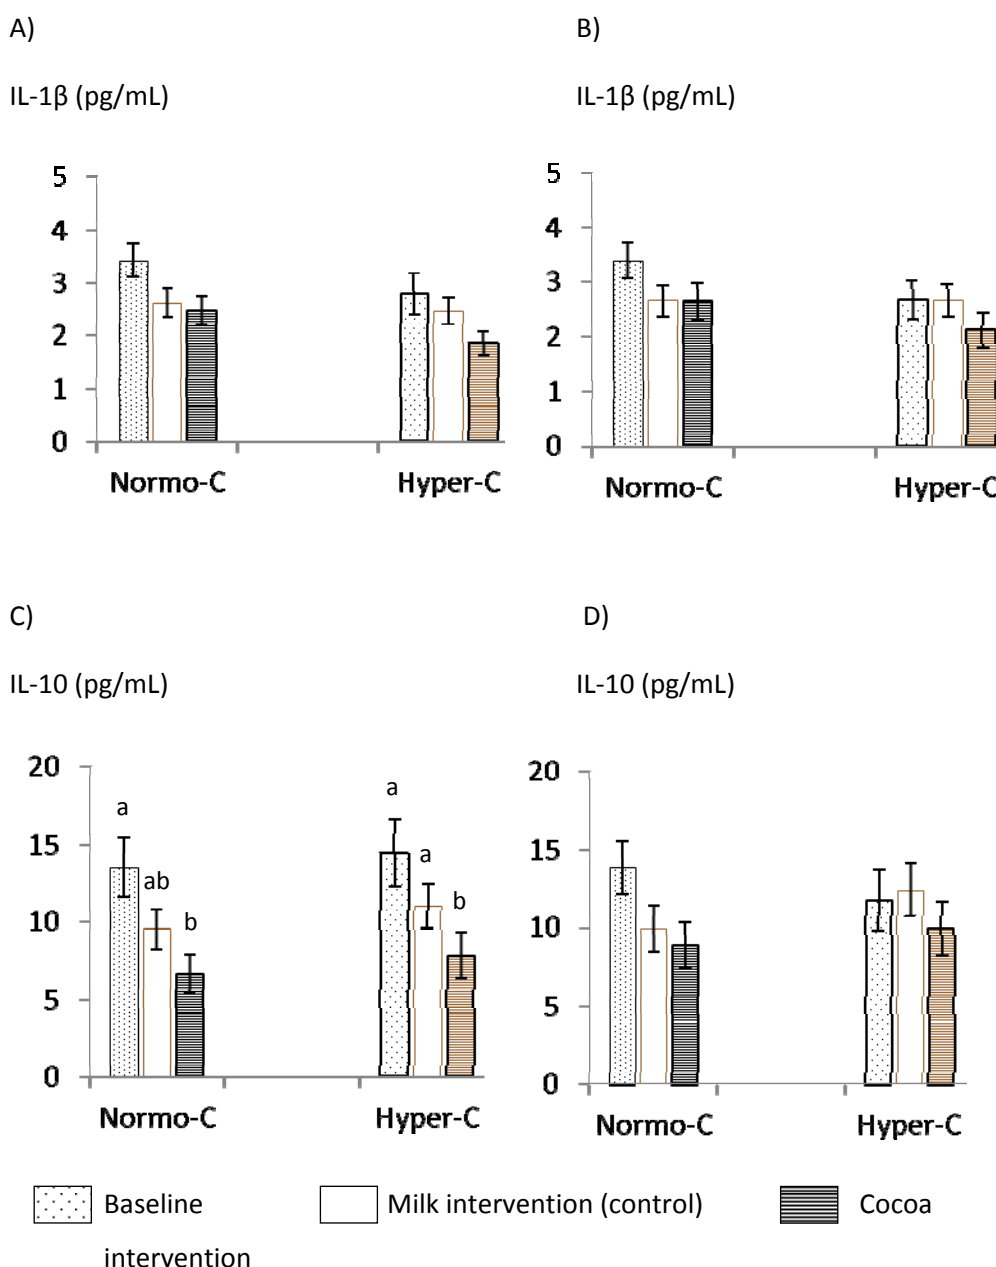 A)
B)
IL-1β (pg/mL)
IL-1β (pg/mL)
5
4
3
2
1
0
Normo-C
Hyper-C
5
4
3
2
1
0
Normo-C
Hyper-C
C)
D)
IL-10 (pg/mL)
IL-10 (pg/mL)
20
15
10
5
0
a
ab
b
a
a
b
Normo-C
Hyper-C
20
15
10
5
0
Normo-C
Hyper-C
Baseline
Milk intervention (control)
Cocoa
intervention